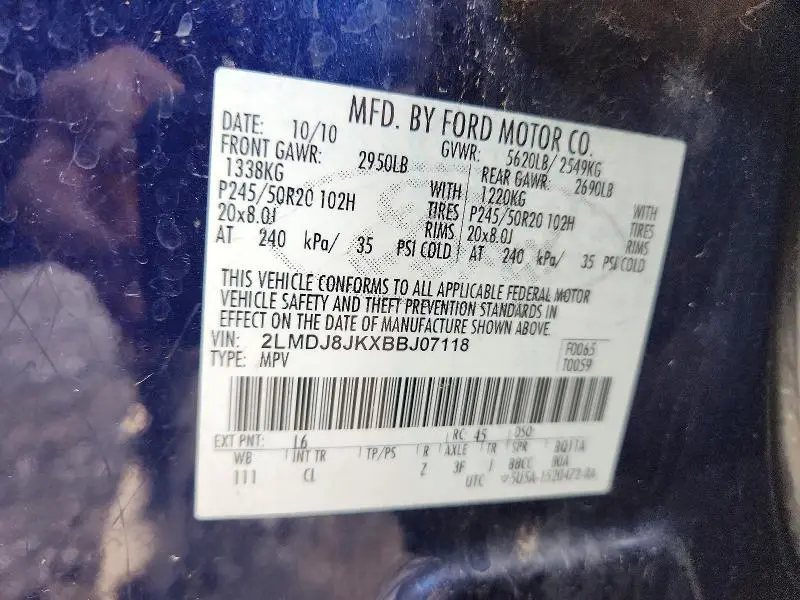 MFD. BY FORD MOTOR CO.
DATE: 10/10 GVWR: 5620LB/ 2549KG
FRONT GAWR: 2950LB REAR GAWR: 2690LB
1338KG WITH 1220KG WITH
P245/50R20 102H TIRES P245/50R20 102H TIRES
20x8.0J RIMS 20x8.0J RIMS
AT 240 kPa/ 35 PSI COLD AT 240 kPa/ 35 PSI COLD
THIS VEHICLE CONFORMS TO ALL APPLICABLE FEDERAL MOTOR
VEHICLE SAFETY AND THEFT PREVENTION STANDARDS IN
EFFECT ON THE DATE OF MANUFACTURE SHOWN ABOVE.
VIN: 2LMDJ8JKXBBJ07118 F0065
TYPE: MPV T0059
EXT PNT: L6 RC: 45 DSO:
WB INT TR TP/PS R AXLE TR SPR BQ11A
111 CL Z 3F J BBCC
UTC